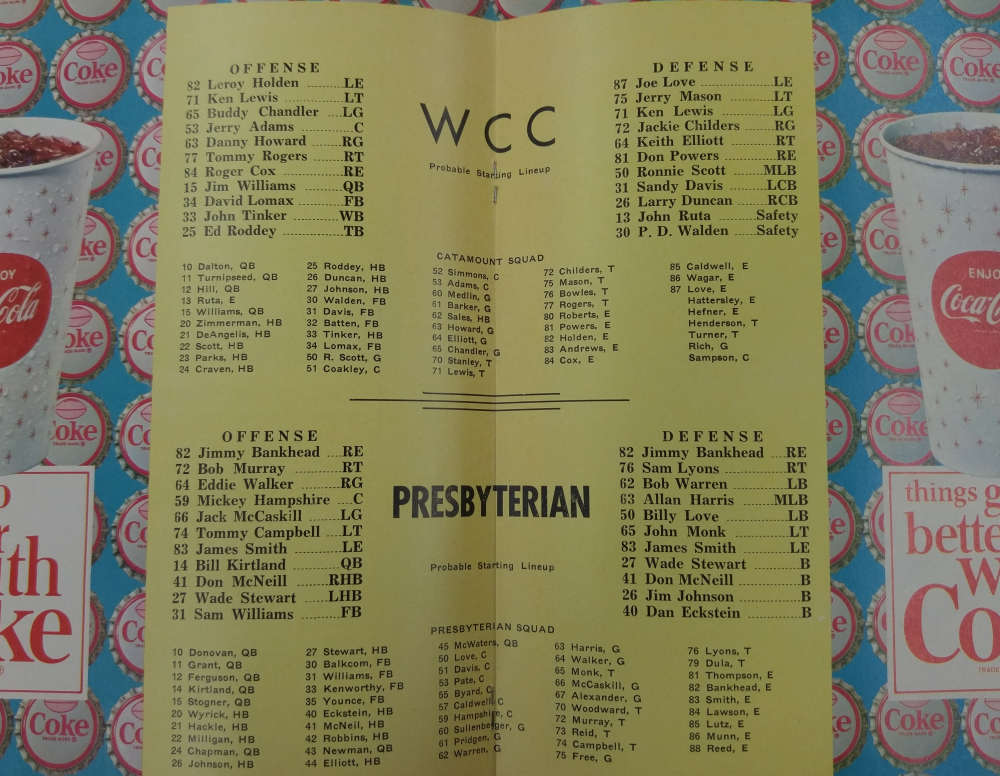 WCC
Probable Starting Lineup
OFFENSE
82 Leroy Holden ........LE
71 Ken Lewis ........LT
65 Buddy Chandler ....LG
53 Jerry Adams ........C
63 Danny Howard ........RG
77 Tommy Rogers ........RT
84 Roger Cox ........RE
15 Jim Williams ........QB
34 David Lomax ........FB
33 John Tinker ........WB
25 Ed Roddey ........TB
DEFENSE
87 Joe Love ........LE
75 Jerry Mason ........LT
71 Ken Lewis ........LG
72 Jackie Childers ....RG
64 Keith Elliott ........RT
81 Don Powers ........RE
50 Ronnie Scott ....MLB
31 Sandy Davis ........LCB
26 Larry Duncan ........RCB
13 John Ruta ........Safety
30 P. D. Walden ....Safety
CATAMOUNT SQUAD
10 Dalton, QB
11 Turnipseed, QB
12 Hill, QB
13 Ruta, E
15 Williams, QB
20 Zimmerman, HB
21 DeAngelis, HB
22 Scott, HB
23 Parks, HB
24 Craven, HB
25 Roddey, HB
26 Duncan, HB
27 Johnson, HB
30 Walden, FB
31 Davis, FB
32 Batten, FB
33 Tinker, HB
34 Lomax, FB
50 R. Scott, G
51 Coakley, C
52 Simmons, C
53 Adams, C
60 Medlin, G
61 Barker, G
62 Sales, HB
63 Howard, G
64 Elliott, G
65 Chandler, G
70 Stanley, T
71 Lewis, T
72 Childers, T
75 Mason, T
76 Bowles, T
77 Rogers, T
80 Roberts, E
81 Powers, E
82 Holden, E
83 Andrews, E
84 Cox, E
85 Caldwell, E
86 Wagar, E
87 Love, E
Hattersley, E
Hefner, E
Henderson, T
Turner, T
Rich, G
Sampson, C
PRESBYTERIAN
Probable Starting Lineup
OFFENSE
82 Jimmy Bankhead ....RE
72 Bob Murray ........RT
64 Eddie Walker ........RG
59 Mickey Hampshire ....C
66 Jack McCaskill ........LG
74 Tommy Campbell ....LT
83 James Smith ........LE
14 Bill Kirtland ........QB
41 Don McNeill ........RHB
27 Wade Stewart ........LHB
31 Sam Williams ........FB
DEFENSE
82 Jimmy Bankhead ....RE
76 Sam Lyons ........RT
62 Bob Warren ........LB
63 Allan Harris ........MLB
50 Billy Love ........LB
65 John Monk ........LT
83 James Smith ........LE
27 Wade Stewart ........B
41 Don McNeill ........B
26 Jim Johnson ........B
40 Dan Eckstein ........B
PRESBYTERIAN SQUAD
10 Donovan, QB
11 Grant, QB
12 Ferguson, QB
14 Kirtland, QB
15 Stogner, QB
20 Wyrick, HB
21 Hackle, HB
22 Milligan, HB
24 Chapman, QB
26 Johnson, HB
27 Stewart, HB
30 Balkcom, FB
31 Williams, FB
33 Kenworthy, FB
35 Younce, FB
40 Eckstein, HB
41 McNeil, HB
42 Robbins, HB
43 Newman, QB
44 Elliott, HB
45 McWaters, QB
50 Love, C
51 Davis, C
53 Pate, C
55 Byard, C
57 Caldwell, C
59 Hampshire, C
60 Sullenberger, G
61 Pridgen, G
62 Warren, G
63 Harris, G
64 Walker, G
65 Monk, T
66 McCaskill, G
67 Alexander, G
70 Woodward, T
72 Murray, T
73 Reid, T
74 Campbell, T
75 Free, G
76 Lyons, T
79 Dula, T
81 Thompson, E
82 Bankhead, E
83 Smith, E
84 Lawson, E
85 Lutz, E
86 Munn, E
88 Reed, E
ENJOY
Coca-Cola
things g
bette
w
Co
Coke